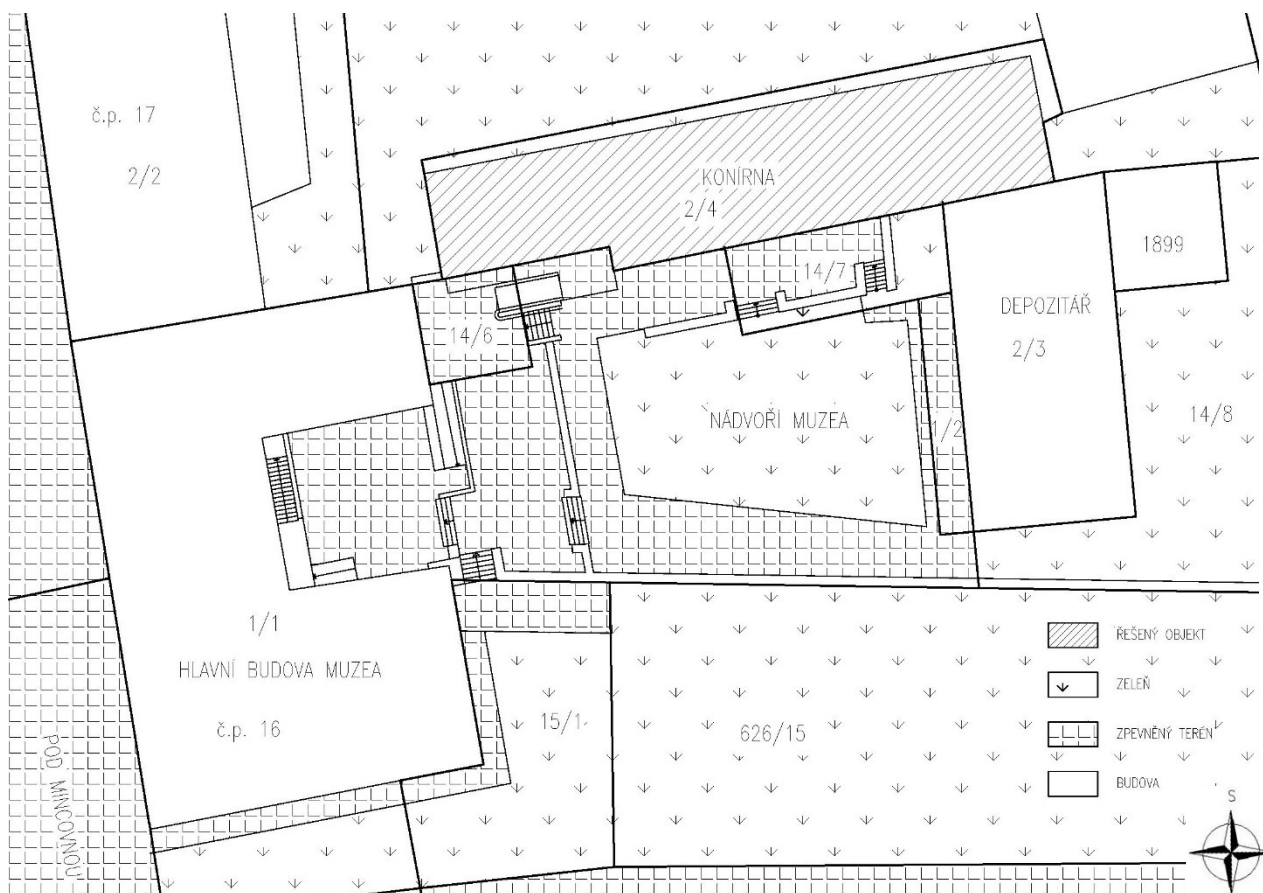 č.p. 17
2/2
KONÍRNA
2/4
1899
14/7
DEPOZITÁŘ
2/3
14/6
NÁDVOŘÍ MUZEA
1/2
14/8
1/1
HLAVNÍ BUDOVA MUZEA
č.p. 16
15/1
626/15
POD MINCOVNOU
ŘEŠENÝ OBJEKT
ZELEŇ
ZPEVNĚNÝ TERÉN
BUDOVA
S